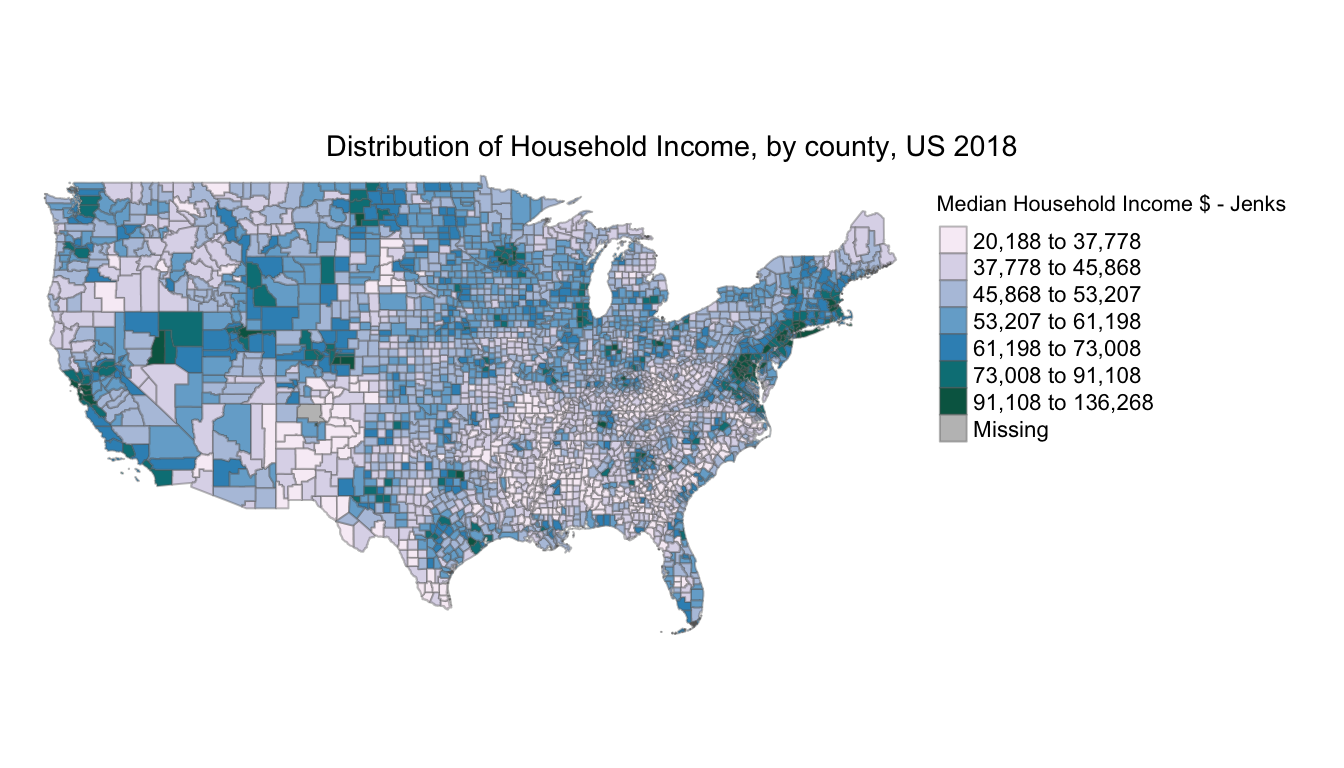 Distribution of Household Income, by county, US 2018
Median Household Income $ - Jenks
20,188 to 37,778
37,778 to 45,868
45,868 to 53,207
53,207 to 61,198
61,198 to 73,008
73,008 to 91,108
91,108 to 136,268
Missing